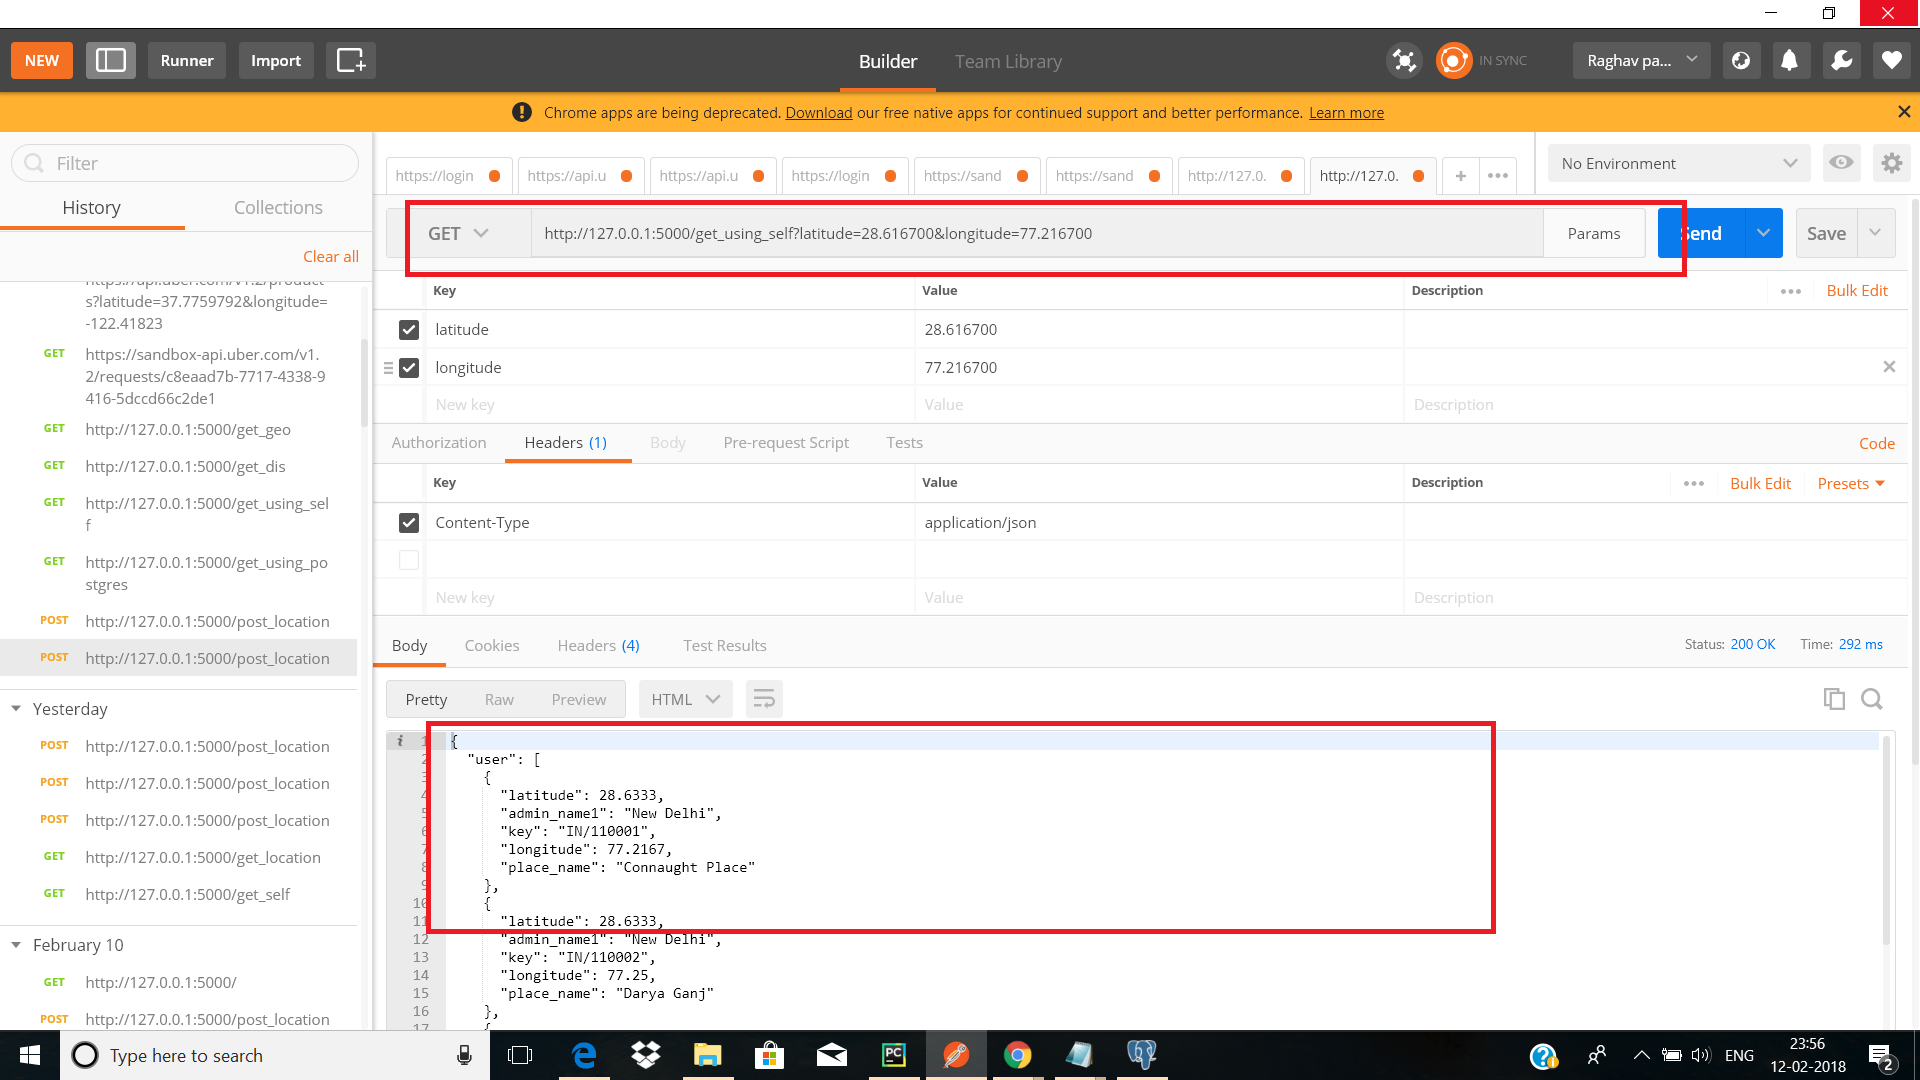 NEW
Runner
Import
Builder
Team Library
IN SYNC
Raghav pa...
Chrome apps are being deprecated. Download our free native apps for continued support and better performance. Learn more
Filter
History
Collections
Clear all
https://api.uber.com/v1.2/product
s?latitude=37.7759792&longitude=
-122.41823
GET https://sandbox-api.uber.com/v1.
2/requests/c8eaad7b-7717-4338-9
416-5dccd66c2de1
GET http://127.0.0.1:5000/get_geo
GET http://127.0.0.1:5000/get_dis
GET http://127.0.0.1:5000/get_using_sel
f
GET http://127.0.0.1:5000/get_using_po
stgres
POST http://127.0.0.1:5000/post_location
POST http://127.0.0.1:5000/post_location
Yesterday
POST http://127.0.0.1:5000/post_location
POST http://127.0.0.1:5000/post_location
POST http://127.0.0.1:5000/post_location
GET http://127.0.0.1:5000/get_location
GET http://127.0.0.1:5000/get_self
February 10
GET http://127.0.0.1:5000/
POST http://127.0.0.1:5000/post_location
https://login
https://api.u
https://api.u
https://login
https://sand
https://sand
http://127.0.
http://127.0.
+
•••
No Environment
GET
http://127.0.0.1:5000/get_using_self?latitude=28.616700&longitude=77.216700
Params
Send
Save
Key Value Description ••• Bulk Edit
latitude 28.616700
longitude 77.216700
New key Value Description
Authorization Headers (1) Body Pre-request Script Tests Code
Key Value Description ••• Bulk Edit Presets
Content-Type application/json
New key Value Description
Body Cookies Headers (4) Test Results Status: 200 OK Time: 292 ms
Pretty Raw Preview HTML
i 1 {
2 "user": [
3 {
4 "latitude": 28.6333,
5 "admin_name1": "New Delhi",
6 "key": "IN/110001",
7 "longitude": 77.2167,
8 "place_name": "Connaught Place"
9 },
10 {
11 "latitude": 28.6333,
12 "admin_name1": "New Delhi",
13 "key": "IN/110002",
14 "longitude": 77.25,
15 "place_name": "Darya Ganj"
16 },
17 {
Type here to search
PC
ENG
23:56
12-02-2018
2